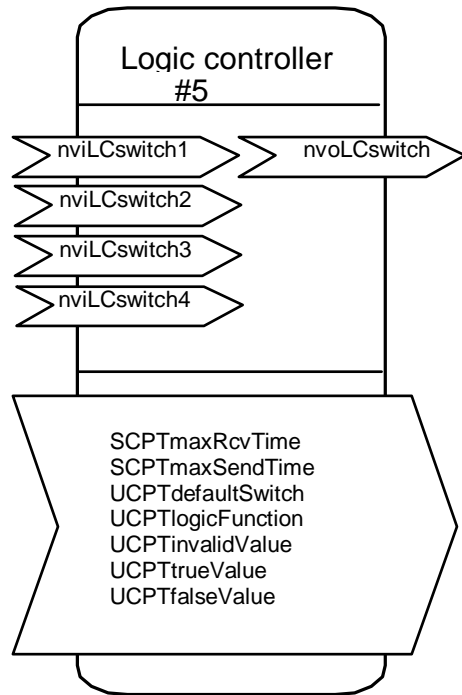 Logic controller
#5
nviLCswitch1
nvoLCswitch
nviLCswitch2
nviLCswitch3
nviLCswitch4
SCPTmaxRcvTime
SCPTmaxSendTime
UCPTdefaultSwitch
UCPTlogicFunction
UCPTinvalidValue
UCPTtrueValue
UCPTfalseValue